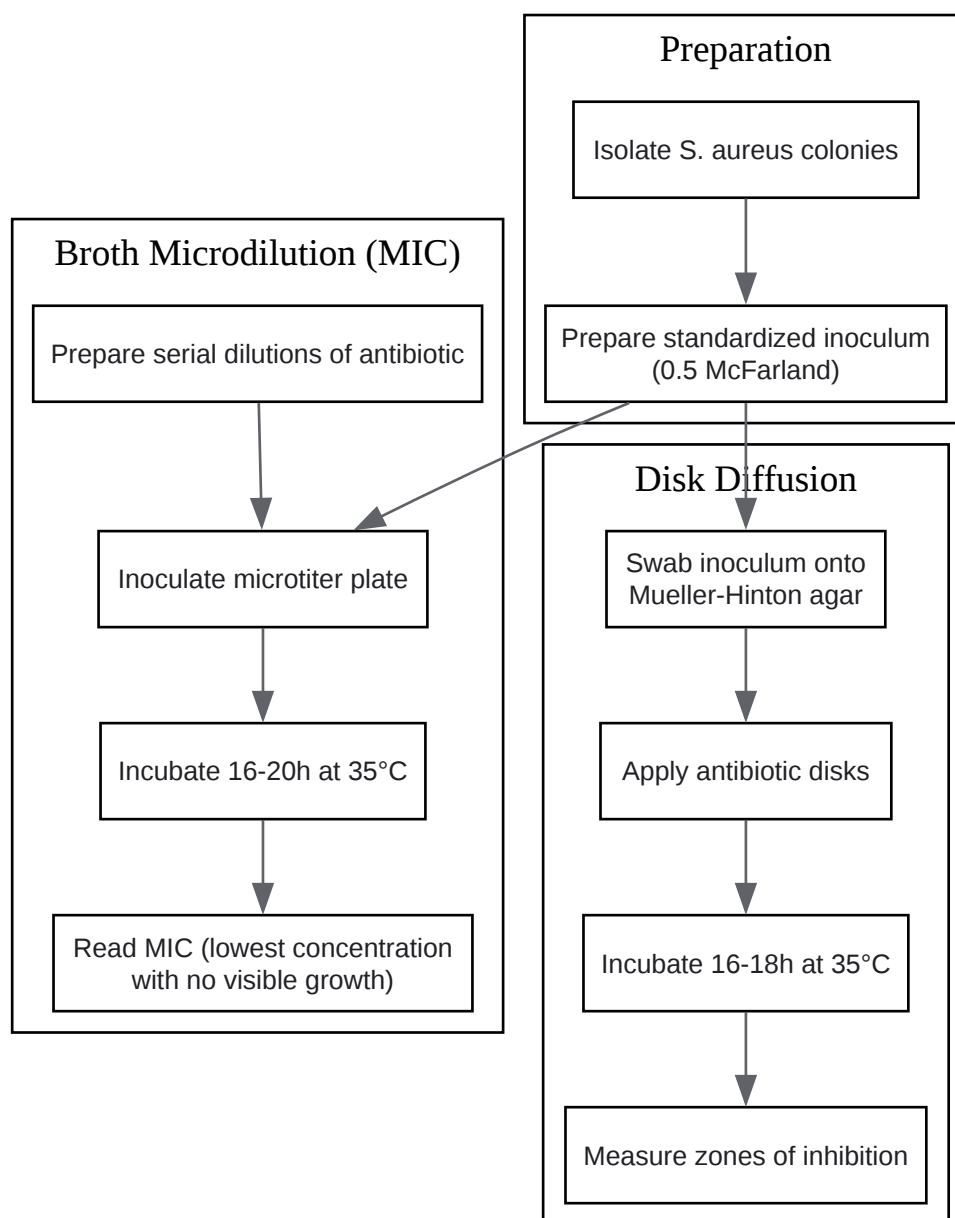 Preparation
Isolate S. aureus colonies
Prepare standardized inoculum
(0.5 McFarland)
Broth Microdilution (MIC)
Prepare serial dilutions of antibiotic
Inoculate microtiter plate
Incubate 16-20h at 35°C
Read MIC (lowest concentration
with no visible growth)
Disk Diffusion
Swab inoculum onto
Mueller-Hinton agar
Apply antibiotic disks
Incubate 16-18h at 35°C
Measure zones of inhibition